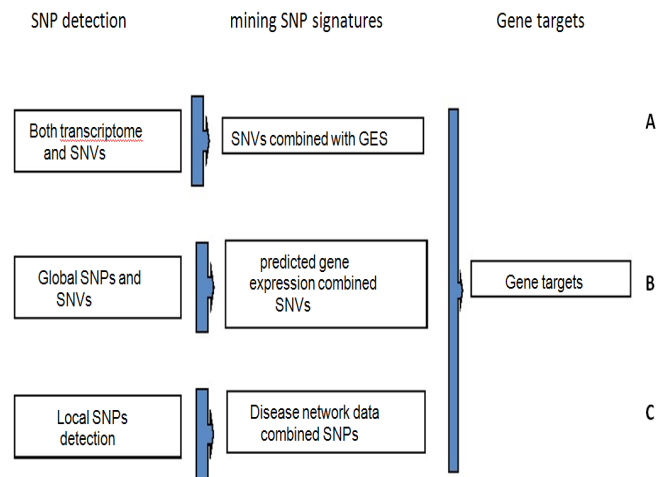 SNP detection
mining SNP signatures
Gene targets
Both transcriptome
and SNVs
SNVs combined with GES
A
Global SNPs and
SNVs
predicted gene
expression combined
SNVs
Gene targets
B
Local SNPs
detection
Disease network data
combined SNPs
C